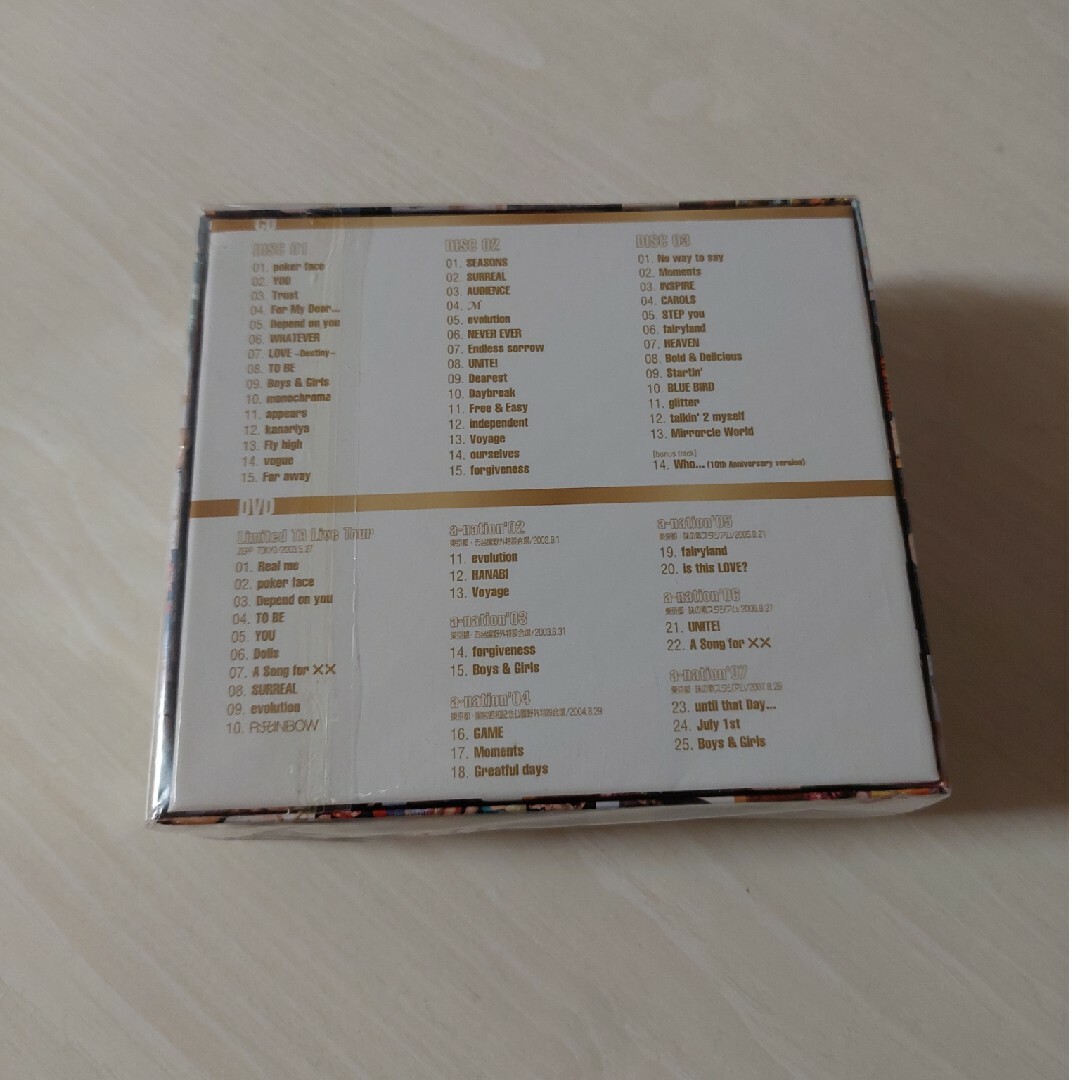 CD
DISC 01
01. poker face
02. YOU
03. Trust
04. For My Dear...
05. Depend on you
06. WHATEVER
07. LOVE ~Destiny~
08. TO BE
09. Boys & Girls
10. monochrome
11. appears
12. kanariya
13. Fly high
14. vogue
15. Far away
DISC 02
01. SEASONS
02. SURREAL
03. AUDIENCE
04. M
05. evolution
06. NEVER EVER
07. Endless sorrow
08. UNITE!
09. Dearest
10. Daybreak
11. Free & Easy
12. independent
13. Voyage
14. ourselves
15. forgiveness
DISC 03
01. No way to say
02. Moments
03. INSPIRE
04. CAROLS
05. STEP you
06. fairyland
07. HEAVEN
08. Bold & Delicious
09. Startin'
10. BLUE BIRD
11. glitter
12. talkin' 2 myself
13. Mirrorcle World
[bonus track]
14. Who... (10th Anniversary version)
DVD
Limited TA Live Tour
ZEPP TOKYO/2003.5.27
01. Real me
02. poker face
03. Depend on you
04. TO BE
05. YOU
06. Dolls
07. A Song for ××
08. SURREAL
09. evolution
10. RAINBOW
a-nation'02
11. evolution
12. HANABI
13. Voyage
a-nation'03
14. forgiveness
15. Boys & Girls
a-nation'04
16. GAME
17. Moments
18. Greatful days
a-nation'05
19. fairyland
20. is this LOVE?
a-nation'06
21. UNITE!
22. A Song for ××
a-nation'07
23. until that Day...
24. July 1st
25. Boys & Girls